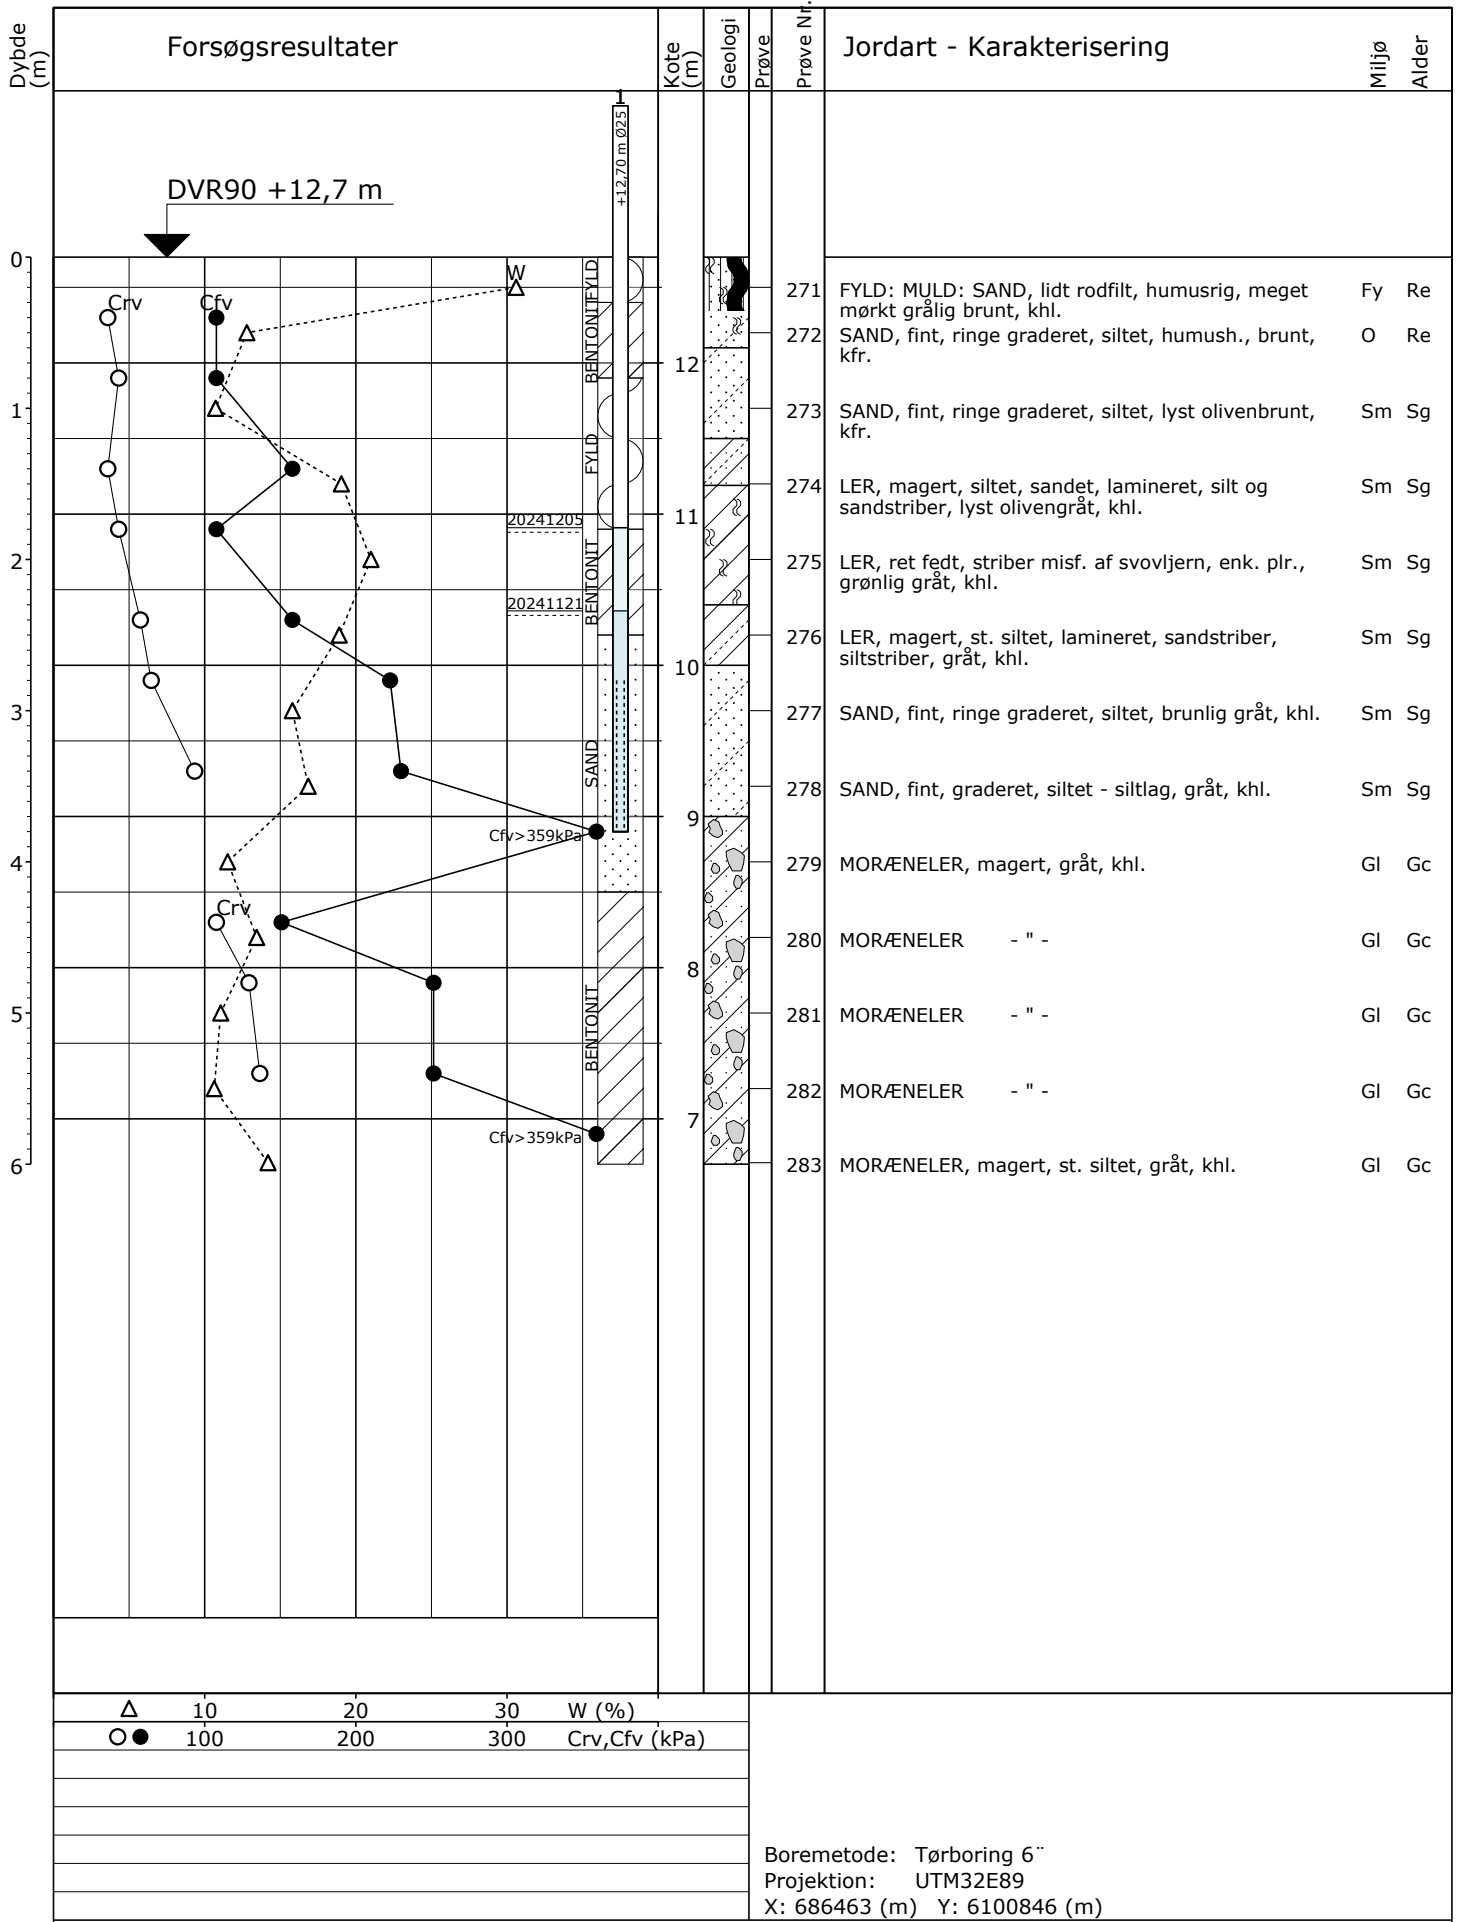 Dybde (m)
Forsøgsresultater
Kote (m)
Geologi
Prøve
Prøve Nr.
Jordart - Karakterisering
Miljø
Alder
1
+12,70 m Ø25
DVR90 +12,7 m
0
W
FYLD
Crv
Cfv
271 FYLD: MULD: SAND, lidt rodfilt, humusrig, meget Fy Re
mørkt grålig brunt, khl.
BENTONIT
272 SAND, fint, ringe graderet, siltet, humush., brunt, O Re
kfr.
12
1
273 SAND, fint, ringe graderet, siltet, lyst olivenbrunt, Sm Sg
kfr.
FYLD
274 LER, magert, siltet, sandet, lamineret, silt og Sm Sg
sandstriber, lyst olivengråt, khl.
11
20241205
2
BENTONIT
275 LER, ret fedt, striber misf. af svovljern, enk. plr., Sm Sg
grønlig gråt, khl.
20241121
276 LER, magert, st. siltet, lamineret, sandstriber, Sm Sg
siltstriber, gråt, khl.
10
3
277 SAND, fint, ringe graderet, siltet, brunlig gråt, khl. Sm Sg
SAND
278 SAND, fint, graderet, siltet - siltlag, gråt, khl. Sm Sg
9
Cfv>359kPa
4
279 MORÆNELER, magert, gråt, khl. Gl Gc
Crv
280 MORÆNELER - " - Gl Gc
8
5
BENTONIT
281 MORÆNELER - " - Gl Gc
282 MORÆNELER - " - Gl Gc
7
Cfv>359kPa
6
283 MORÆNELER, magert, st. siltet, gråt, khl. Gl Gc
10 20 30 W (%)
100 200 300 Crv,Cfv (kPa)
Boremetode: Tørboring 6¨
Projektion: UTM32E89
X: 686463 (m) Y: 6100846 (m)